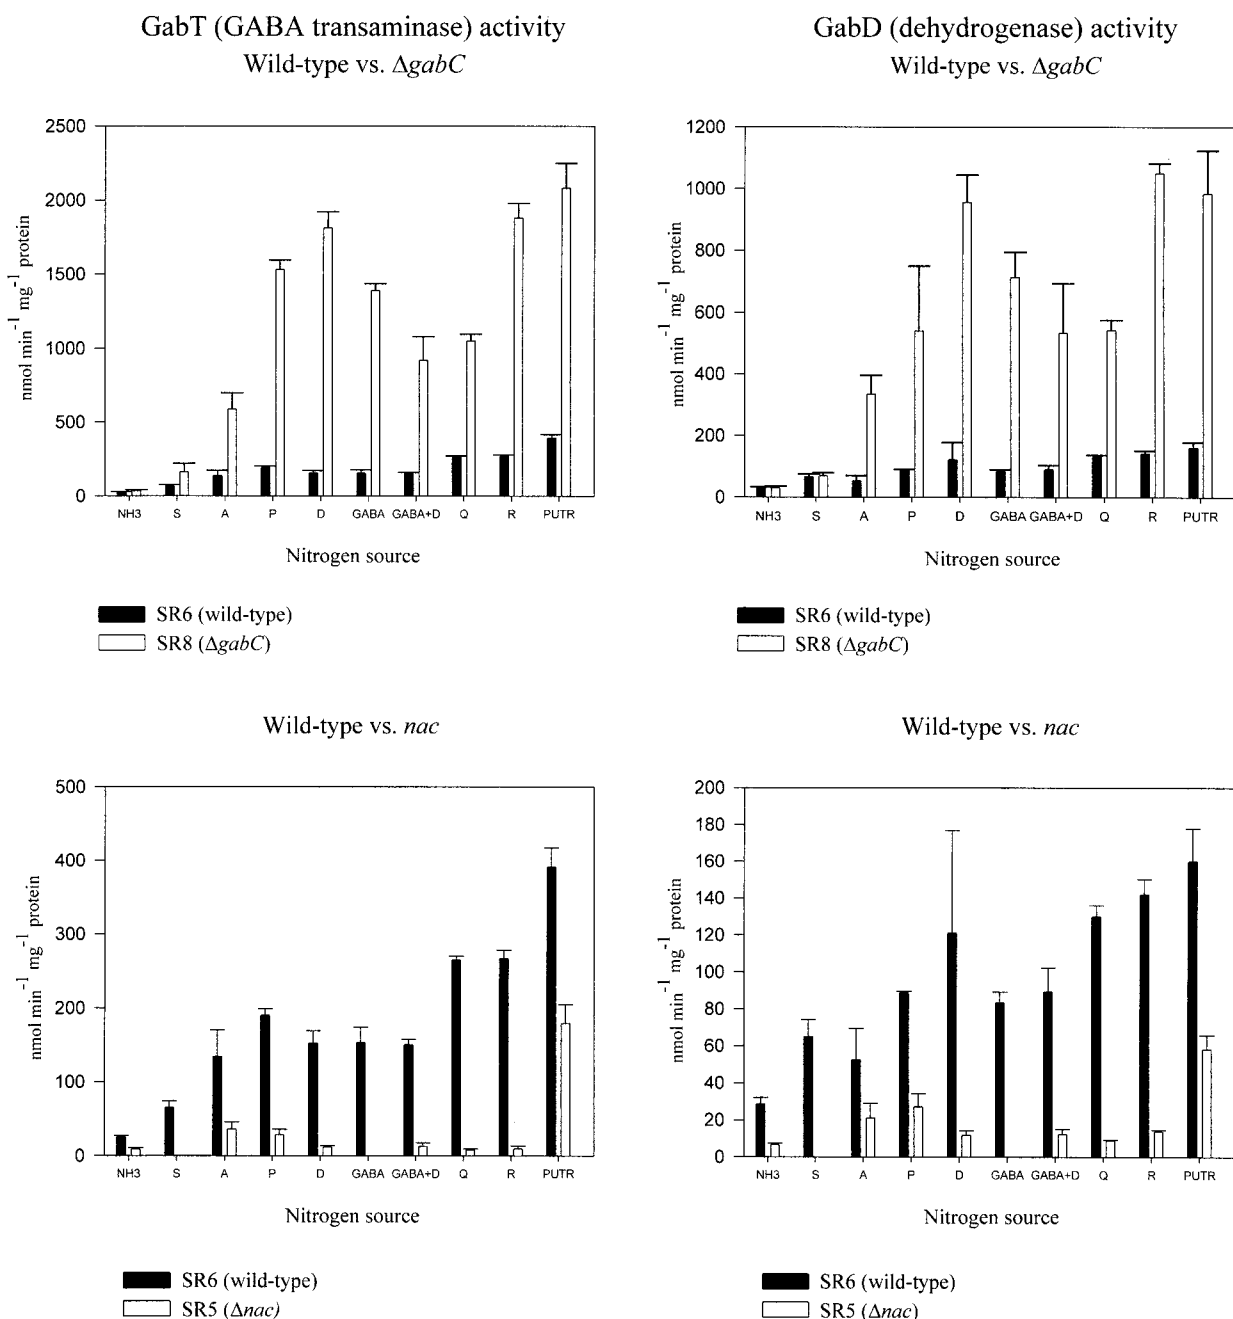 GabT (GABA transaminase) activity
Wild-type vs. ΔgabC
2500
2000
1500
1000
500
0
nmol min⁻¹ mg⁻¹ protein
NH3 S A P D GABA GABA+D Q R PUTR
Nitrogen source
SR6 (wild-type)
SR8 (ΔgabC)
GabD (dehydrogenase) activity
Wild-type vs. ΔgabC
1200
1000
800
600
400
200
0
nmol min⁻¹ mg⁻¹ protein
NH3 S A P D GABA GABA+D Q R PUTR
Nitrogen source
SR6 (wild-type)
SR8 (ΔgabC)
Wild-type vs. nac
500
400
300
200
100
0
nmol min⁻¹ mg⁻¹ protein
NH3 S A P D GABA GABA+D Q R PUTR
Nitrogen source
SR6 (wild-type)
SR5 (Δnac)
Wild-type vs. nac
200
180
160
140
120
100
80
60
40
20
0
nmol min⁻¹ mg⁻¹ protein
NH3 S A P D GABA GABA+D Q R PUTR
Nitrogen source
SR6 (wild-type)
SR5 (Δnac)